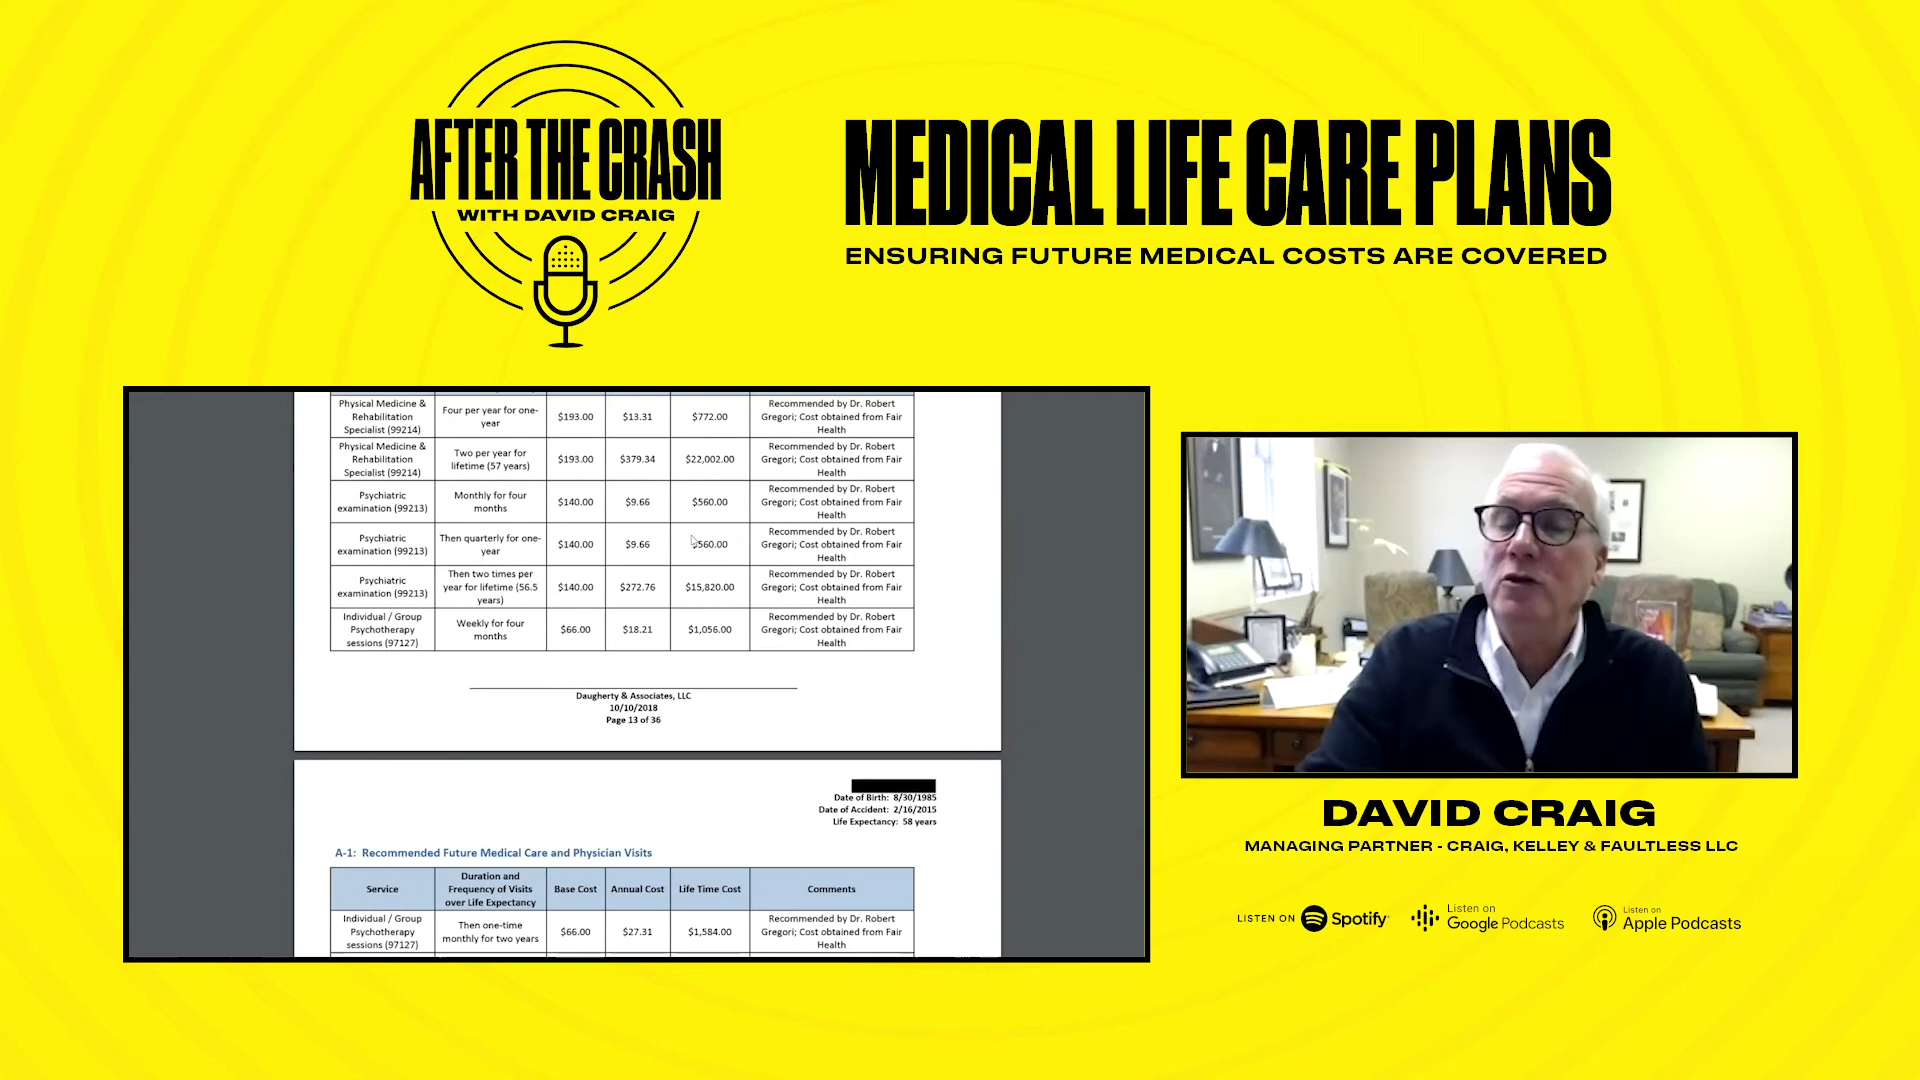 AFTER THE CRASH
WITH DAVID CRAIG
MEDICAL LIFE CARE PLANS
ENSURING FUTURE MEDICAL COSTS ARE COVERED
Physical Medicine &
Rehabilitation
Specialist (99214)
Four per year for one-
year
$193.00
$13.31
$772.00
Recommended by Dr. Robert
Gregori; Cost obtained from Fair
Health
Physical Medicine &
Rehabilitation
Specialist (99214)
Two per year for
lifetime (57 years)
$193.00
$379.34
$22,002.00
Recommended by Dr. Robert
Gregori; Cost obtained from Fair
Health
Psychiatric
examination (99213)
Monthly for four
months
$140.00
$9.66
$560.00
Recommended by Dr. Robert
Gregori; Cost obtained from Fair
Health
Psychiatric
examination (99213)
Then quarterly for one-
year
$140.00
$9.66
$560.00
Recommended by Dr. Robert
Gregori; Cost obtained from Fair
Health
Psychiatric
examination (99213)
Then two times per
year for lifetime (56.5
years)
$140.00
$272.76
$15,820.00
Recommended by Dr. Robert
Gregori; Cost obtained from Fair
Health
Individual / Group
Psychotherapy
sessions (97127)
Weekly for four
months
$66.00
$18.21
$1,056.00
Recommended by Dr. Robert
Gregori; Cost obtained from Fair
Health
Daugherty & Associates, LLC
10/10/2018
Page 13 of 36
Date of Birth: 8/30/1985
Date of Accident: 2/16/2015
Life Expectancy: 58 years
A-1: Recommended Future Medical Care and Physician Visits
Service
Duration and
Frequency of Visits
over Life Expectancy
Base Cost
Annual Cost
Life Time Cost
Comments
Individual / Group
Psychotherapy
sessions (97127)
Then one-time
monthly for two years
$66.00
$27.31
$1,584.00
Recommended by Dr. Robert
Gregori; Cost obtained from Fair
Health
DAVID CRAIG
MANAGING PARTNER - CRAIG, KELLEY & FAULTLESS LLC
LISTEN ON Spotify
Listen on
Google Podcasts
Listen on
Apple Podcasts